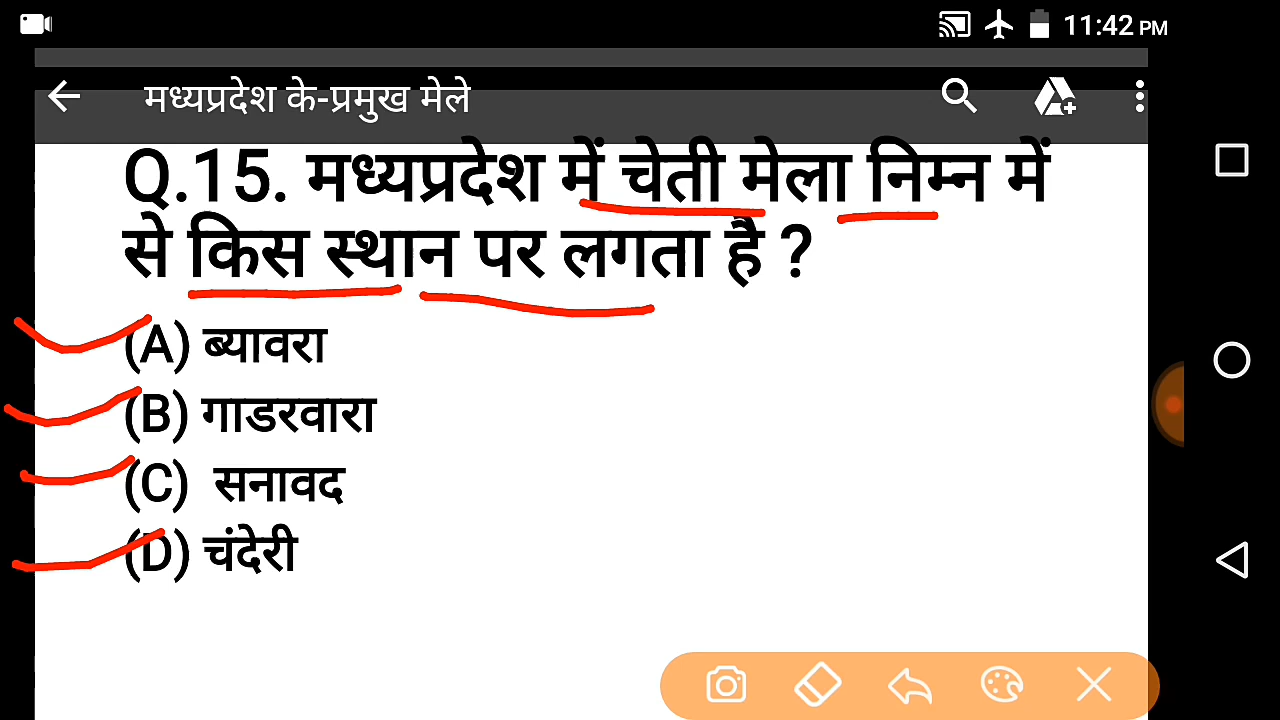 11:42 PM
मध्यप्रदेश के-प्रमुख मेले
Q.15. मध्यप्रदेश में चेती मेला निम्न में
से किस स्थान पर लगता है ?
(A) ब्यावरा
(B) गाडरवारा
(C) सनावद
(D) चंदेरी